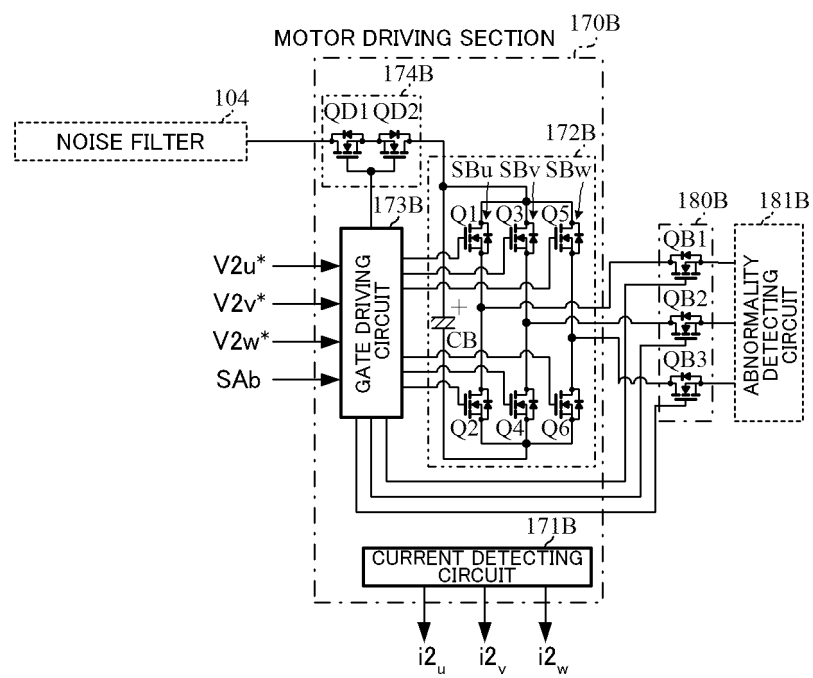 MOTOR DRIVING SECTION
170B
174B
104
QD1 QD2
NOISE FILTER
172B
SBu SBv SBw
173B
Q1 Q3 Q5
180B
181B
QB1
V2u*
V2v*
V2w*
SAb
GATE DRIVING
CIRCUIT
+
CB
QB2
QB3
ABNORMALITY
DETECTING
CIRCUIT
Q2 Q4 Q6
171B
CURRENT DETECTING
CIRCUIT
i2u i2v i2w